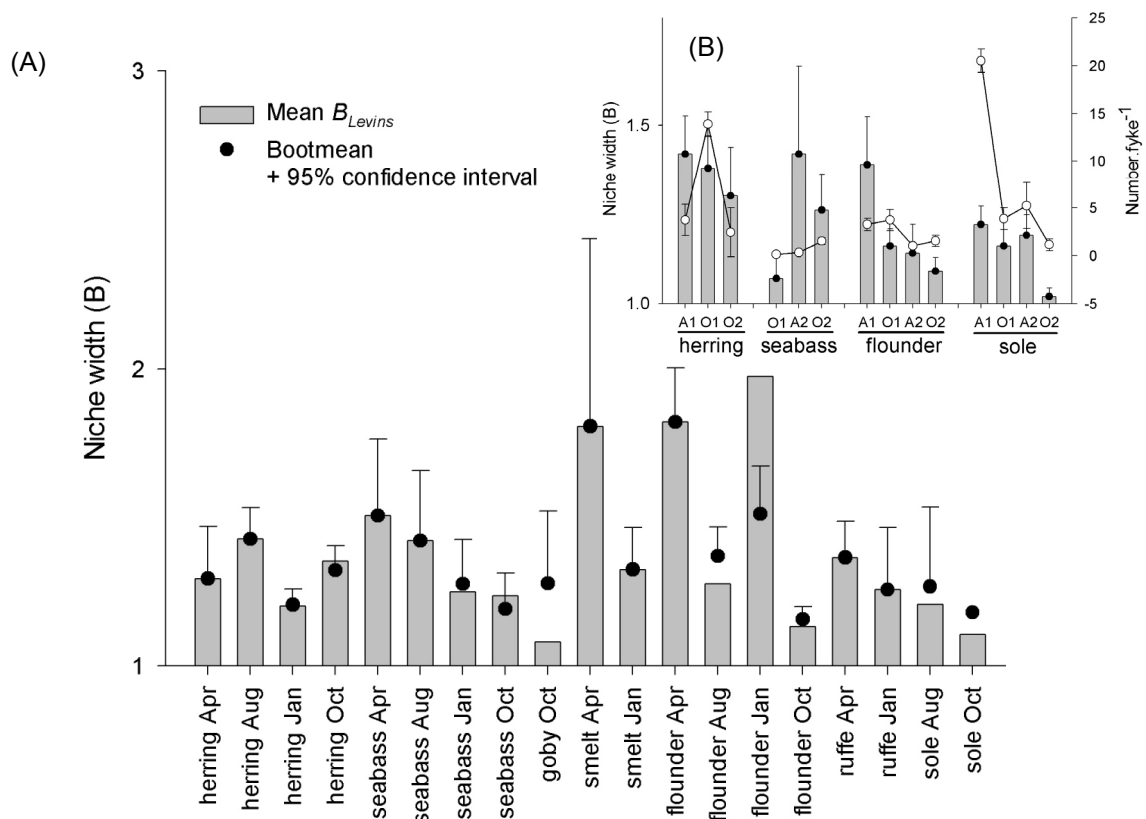 (A)
3
2
1
Niche width (B)
Mean B_Levins
Bootmean
+ 95% confidence interval
herring Apr
herring Aug
herring Jan
herring Oct
seabass Apr
seabass Aug
seabass Jan
seabass Oct
goby Oct
smelt Apr
smelt Jan
flounder Apr
flounder Aug
flounder Jan
flounder Oct
ruffe Apr
ruffe Jan
sole Aug
sole Oct
(B)
Niche width (B)
1.5
1.0
25
20
15
10
5
0
-5
Number.fyke⁻¹
A1 O1 O2 O1 A2 O2 A1 O1 A2 O2 A1 O1 A2 O2
herring seabass flounder sole